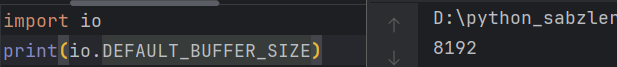 import io
print(io.DEFAULT_BUFFER_SIZE)
D:\python_sabzler
8192